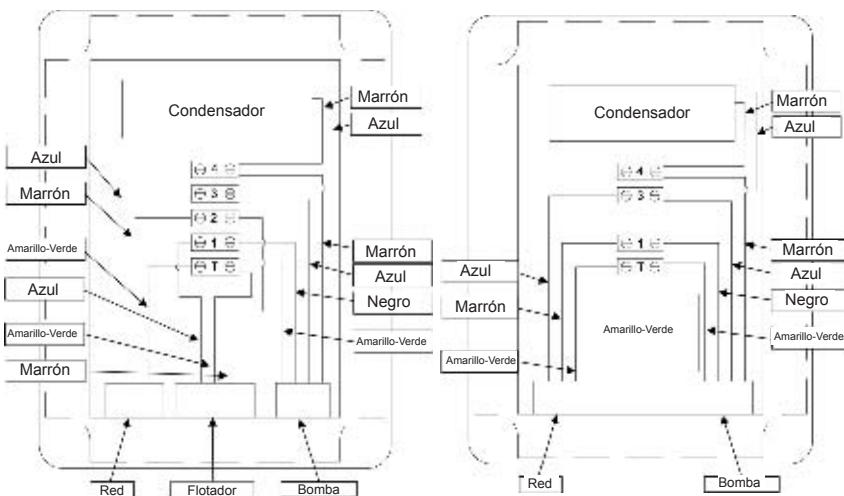 Condensador
Marrón
Azul
Azul
Marrón
Amarillo-Verde
Azul
Amarillo-Verde
Marrón
4
3
2
1
T
Marrón
Azul
Negro
Amarillo-Verde
Red
Flotador
Bomba
Condensador
Marrón
Azul
4
3
1
T
Azul
Marrón
Amarillo-Verde
Amarillo-Verde
Marrón
Azul
Negro
Amarillo-Verde
Red
Bomba